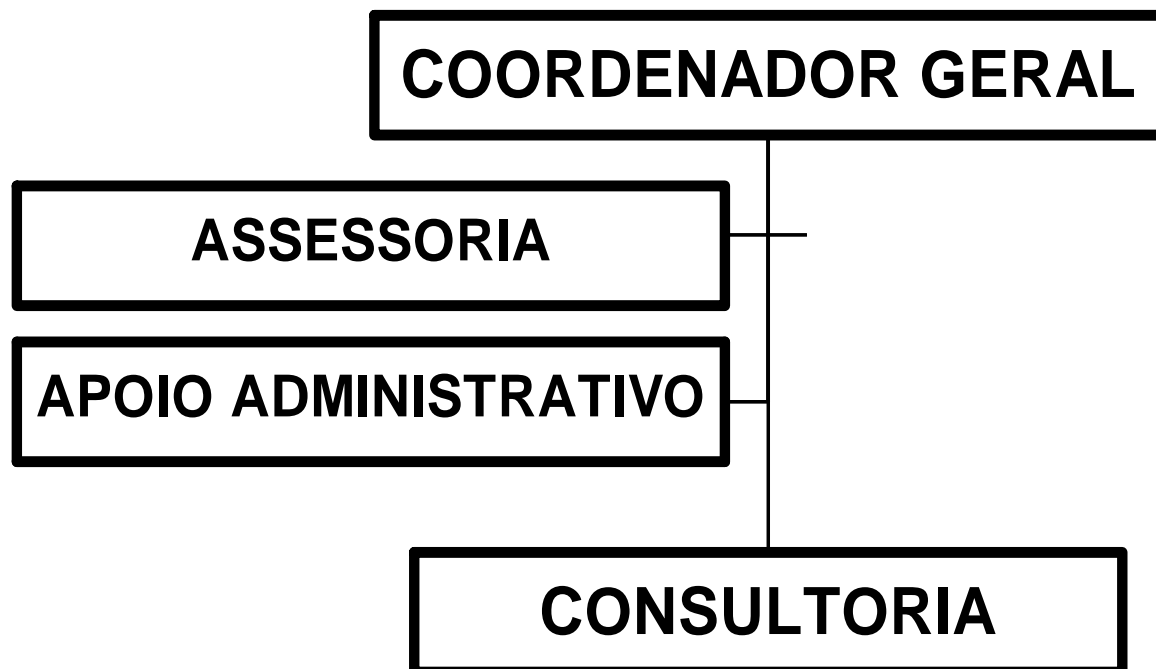 COORDENADOR GERAL
ASSESSORIA
APOIO ADMINISTRATIVO
CONSULTORIA